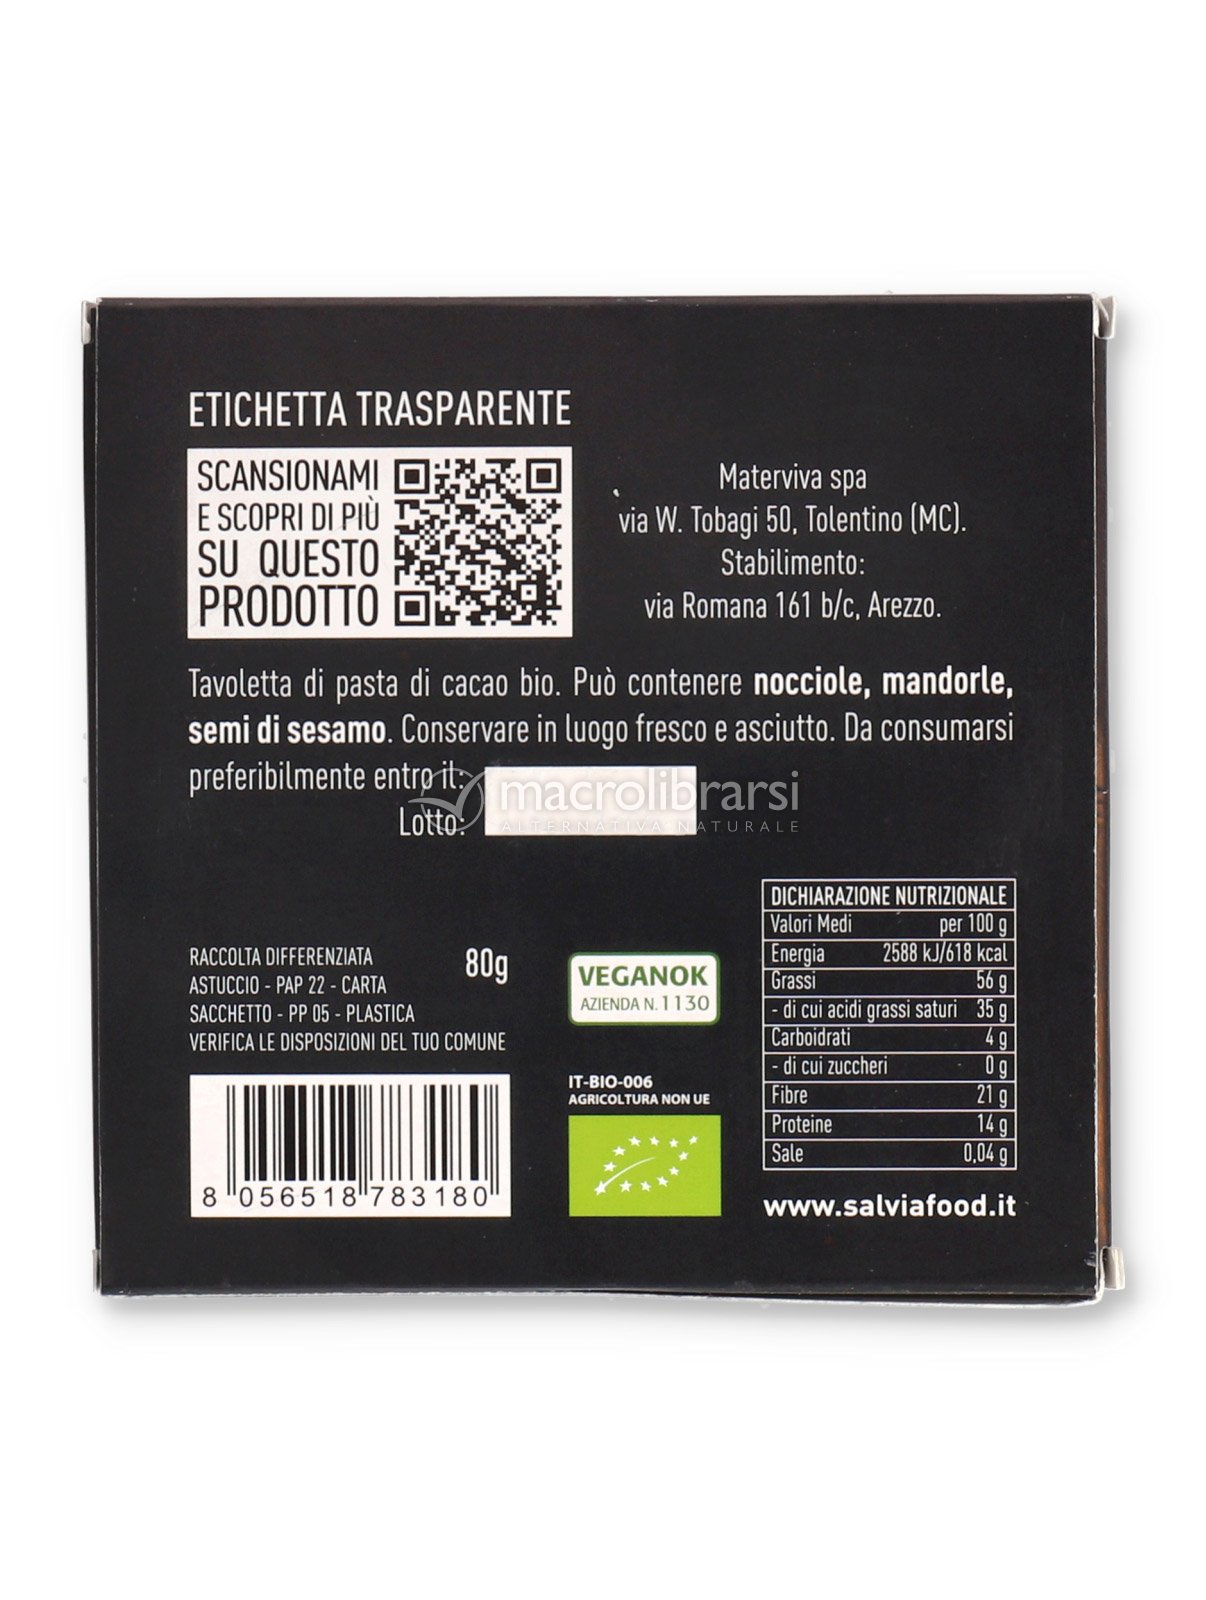 ETICHETTA TRASPARENTE
SCANSIONAMI
E SCOPRI DI PIÙ
SU QUESTO
PRODOTTO
Materviva spa
via W. Tobagi 50, Tolentino (MC).
Stabilimento:
via Romana 161 b/c, Arezzo.
Tavoletta di pasta di cacao bio. Può contenere nocciole, mandorle,
semi di sesamo. Conservare in luogo fresco e asciutto. Da consumarsi
preferibilmente entro il:
Lotto:
macrolibrarsi
ALTERNATIVA NATURALE
RACCOLTA DIFFERENZIATA
ASTUCCIO - PAP 22 - CARTA
SACCHETTO - PP 05 - PLASTICA
VERIFICA LE DISPOSIZIONI DEL TUO COMUNE
80g
8 056518 783180
VEGANOK
AZIENDA N. 1130
IT-BIO-006
AGRICOLTURA NON UE
DICHIARAZIONE NUTRIZIONALE
Valori Medi per 100 g
Energia 2588 kJ/618 kcal
Grassi 56 g
- di cui acidi grassi saturi 35 g
Carboidrati 4 g
- di cui zuccheri 0 g
Fibre 21 g
Proteine 14 g
Sale 0,04 g
www.salviafood.it